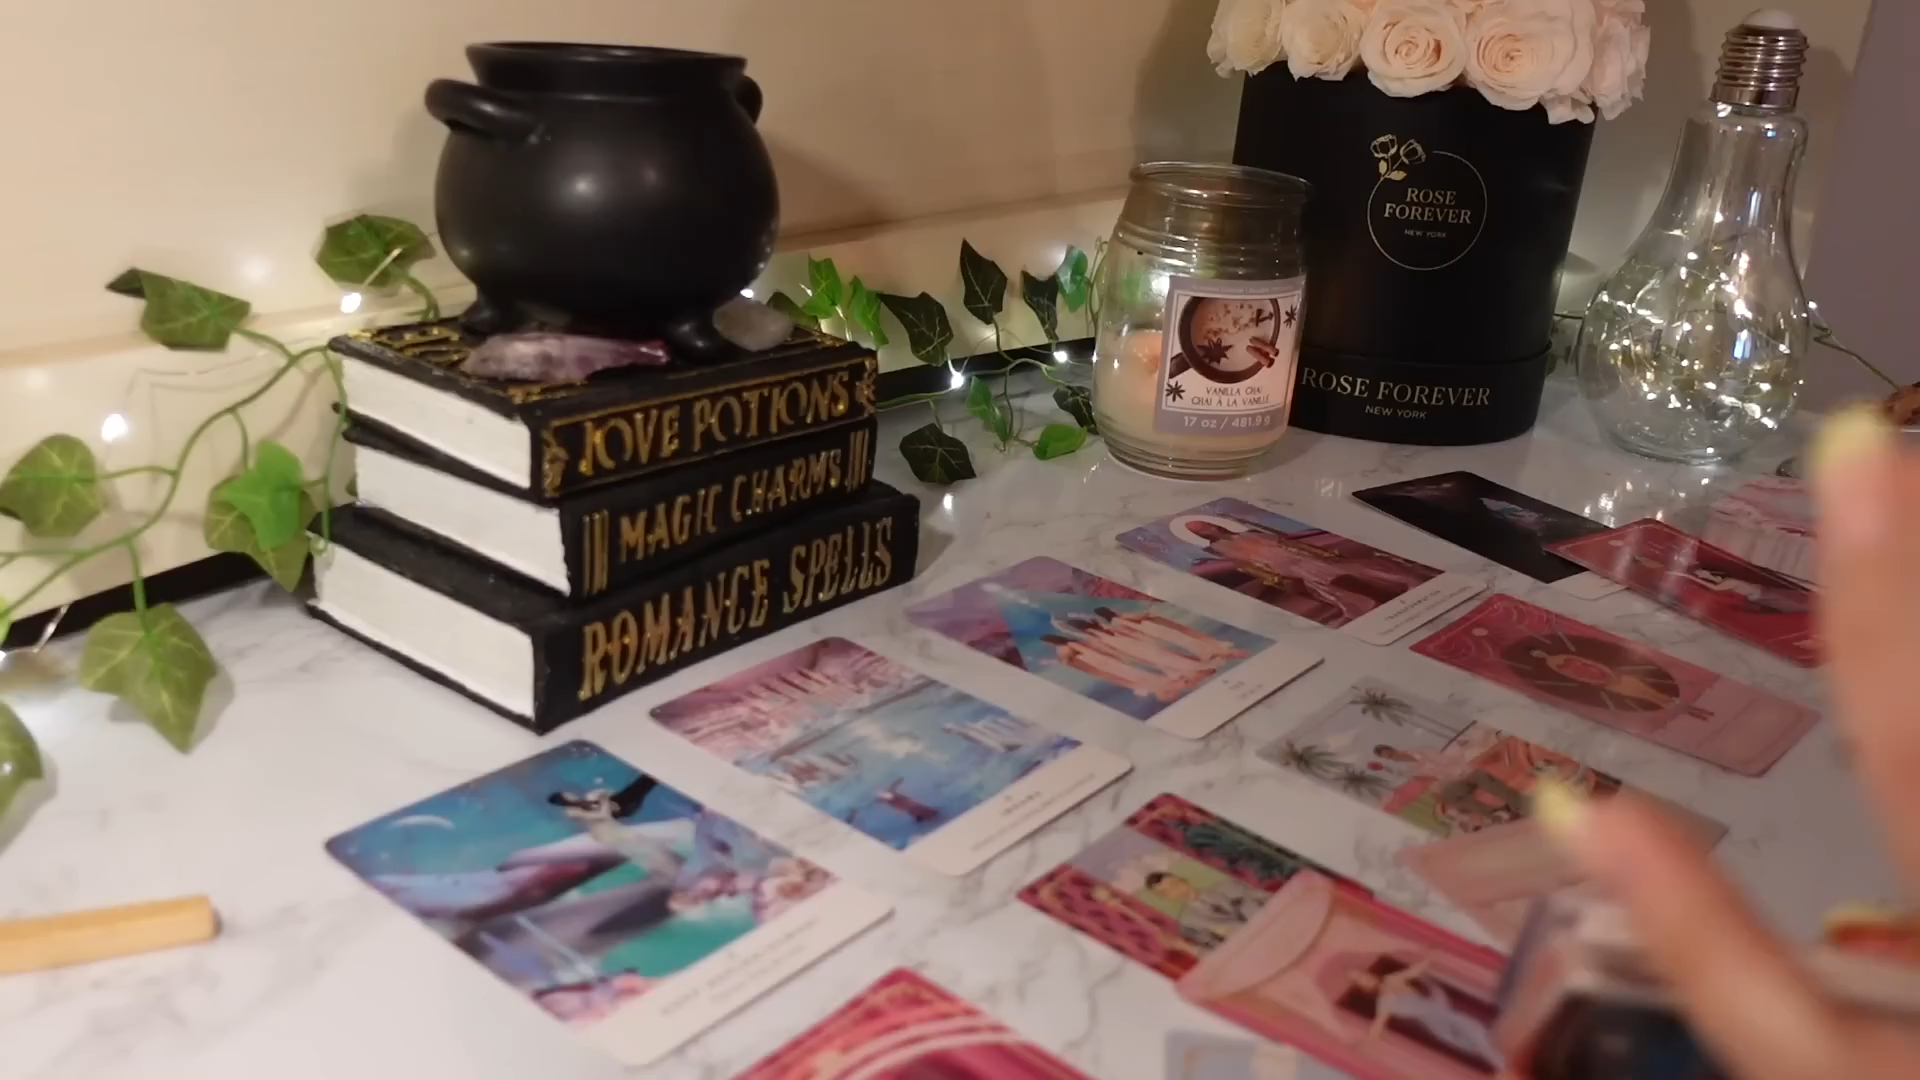 LOVE POTIONS
MAGIC CHARMS
ROMANCE SPELLS
VANILLA CHAI
CHAI À LA VANILLE
17 oz / 481.9 g
ROSE
FOREVER
NEW YORK
ROSE FOREVER
NEW YORK